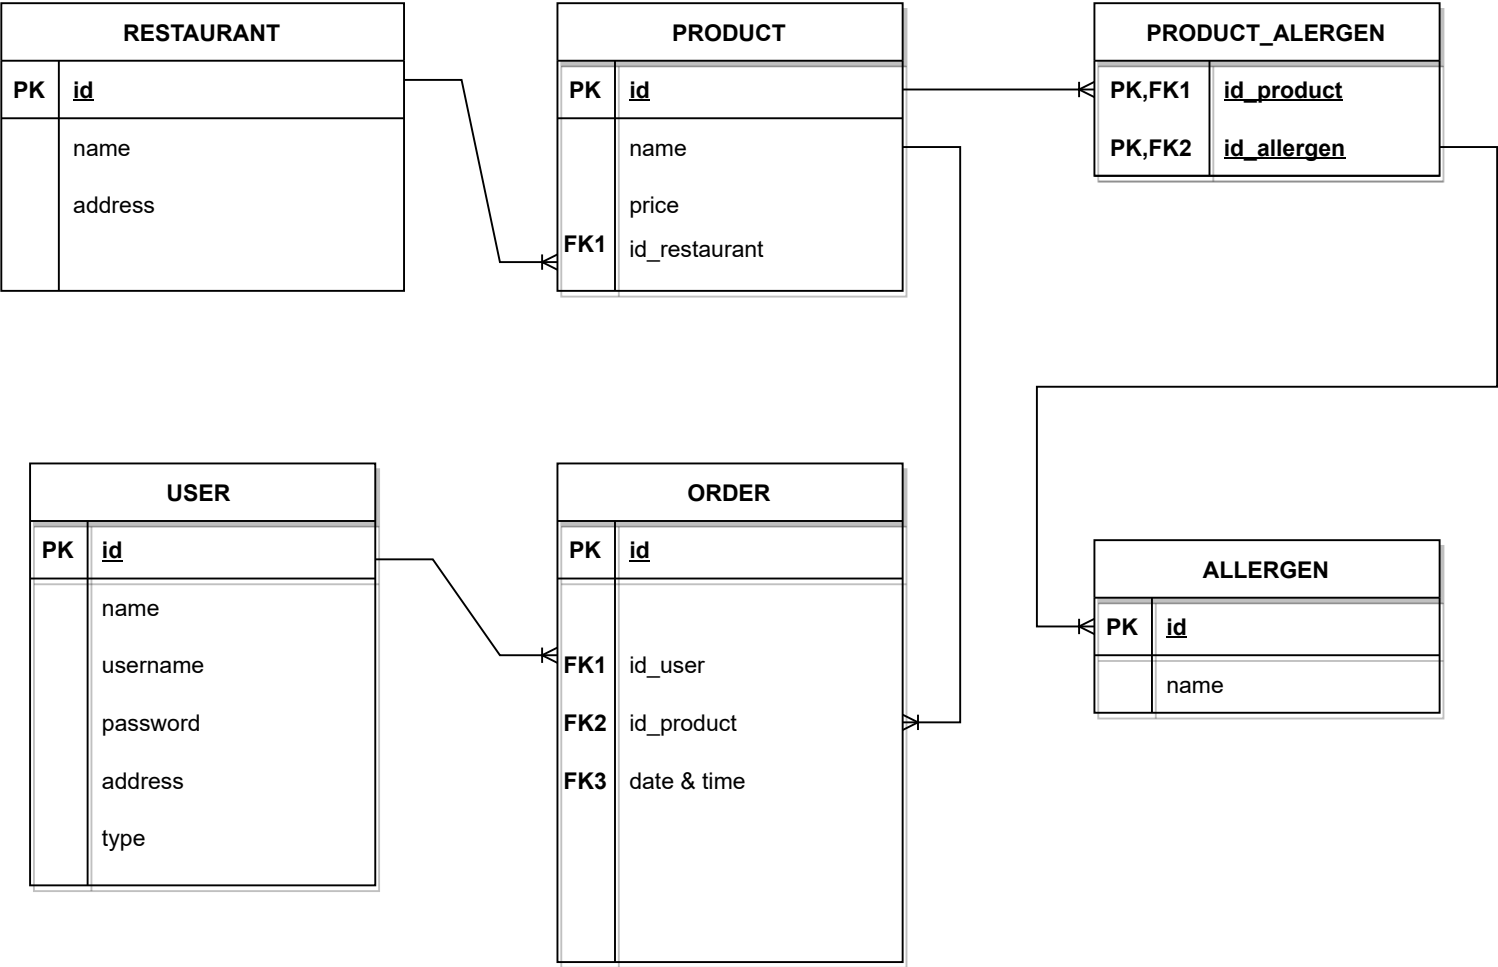 RESTAURANT
PK id
name
address
PRODUCT
PK id
name
price
FK1 id_restaurant
PRODUCT_ALERGEN
PK,FK1 id_product
PK,FK2 id_allergen
USER
PK id
name
username
password
address
type
ORDER
PK id
FK1 id_user
FK2 id_product
FK3 date & time
ALLERGEN
PK id
name